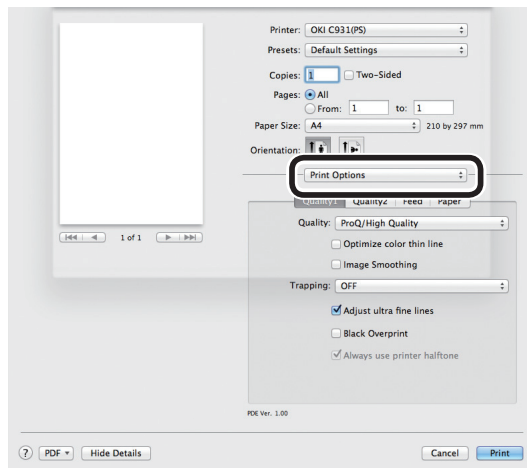 Printer: OKI C931(PS)
Presets: Default Settings
Copies: 1 Two-Sided
Pages: All
From: 1 to: 1
Paper Size: A4 210 by 297 mm
Orientation:
Print Options
Quality1 Quality2 Feed Paper
Quality: ProQ/High Quality
1 of 1
Optimize color thin line
Image Smoothing
Trapping: OFF
Adjust ultra fine lines
Black Overprint
Always use printer halftone
PDE Ver. 1.00
? PDF Hide Details Cancel Print